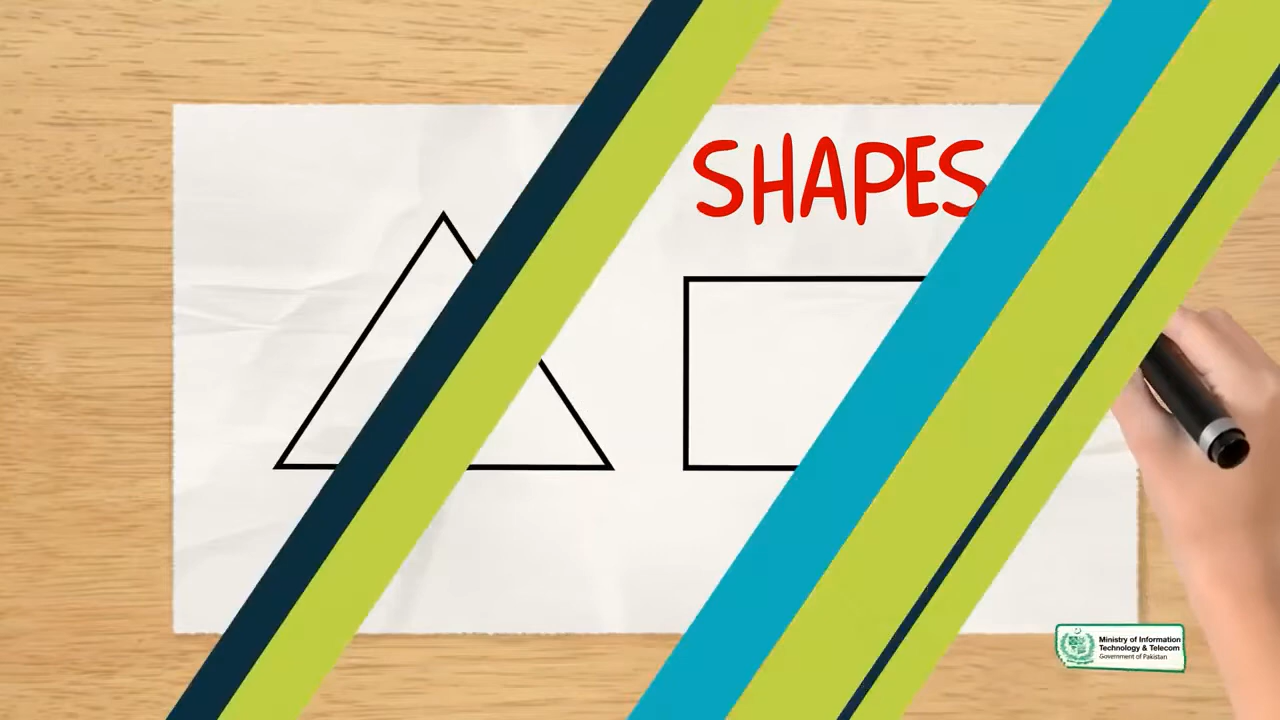 SHAPES
Ministry of Information
Technology & Telecom
Government of Pakistan